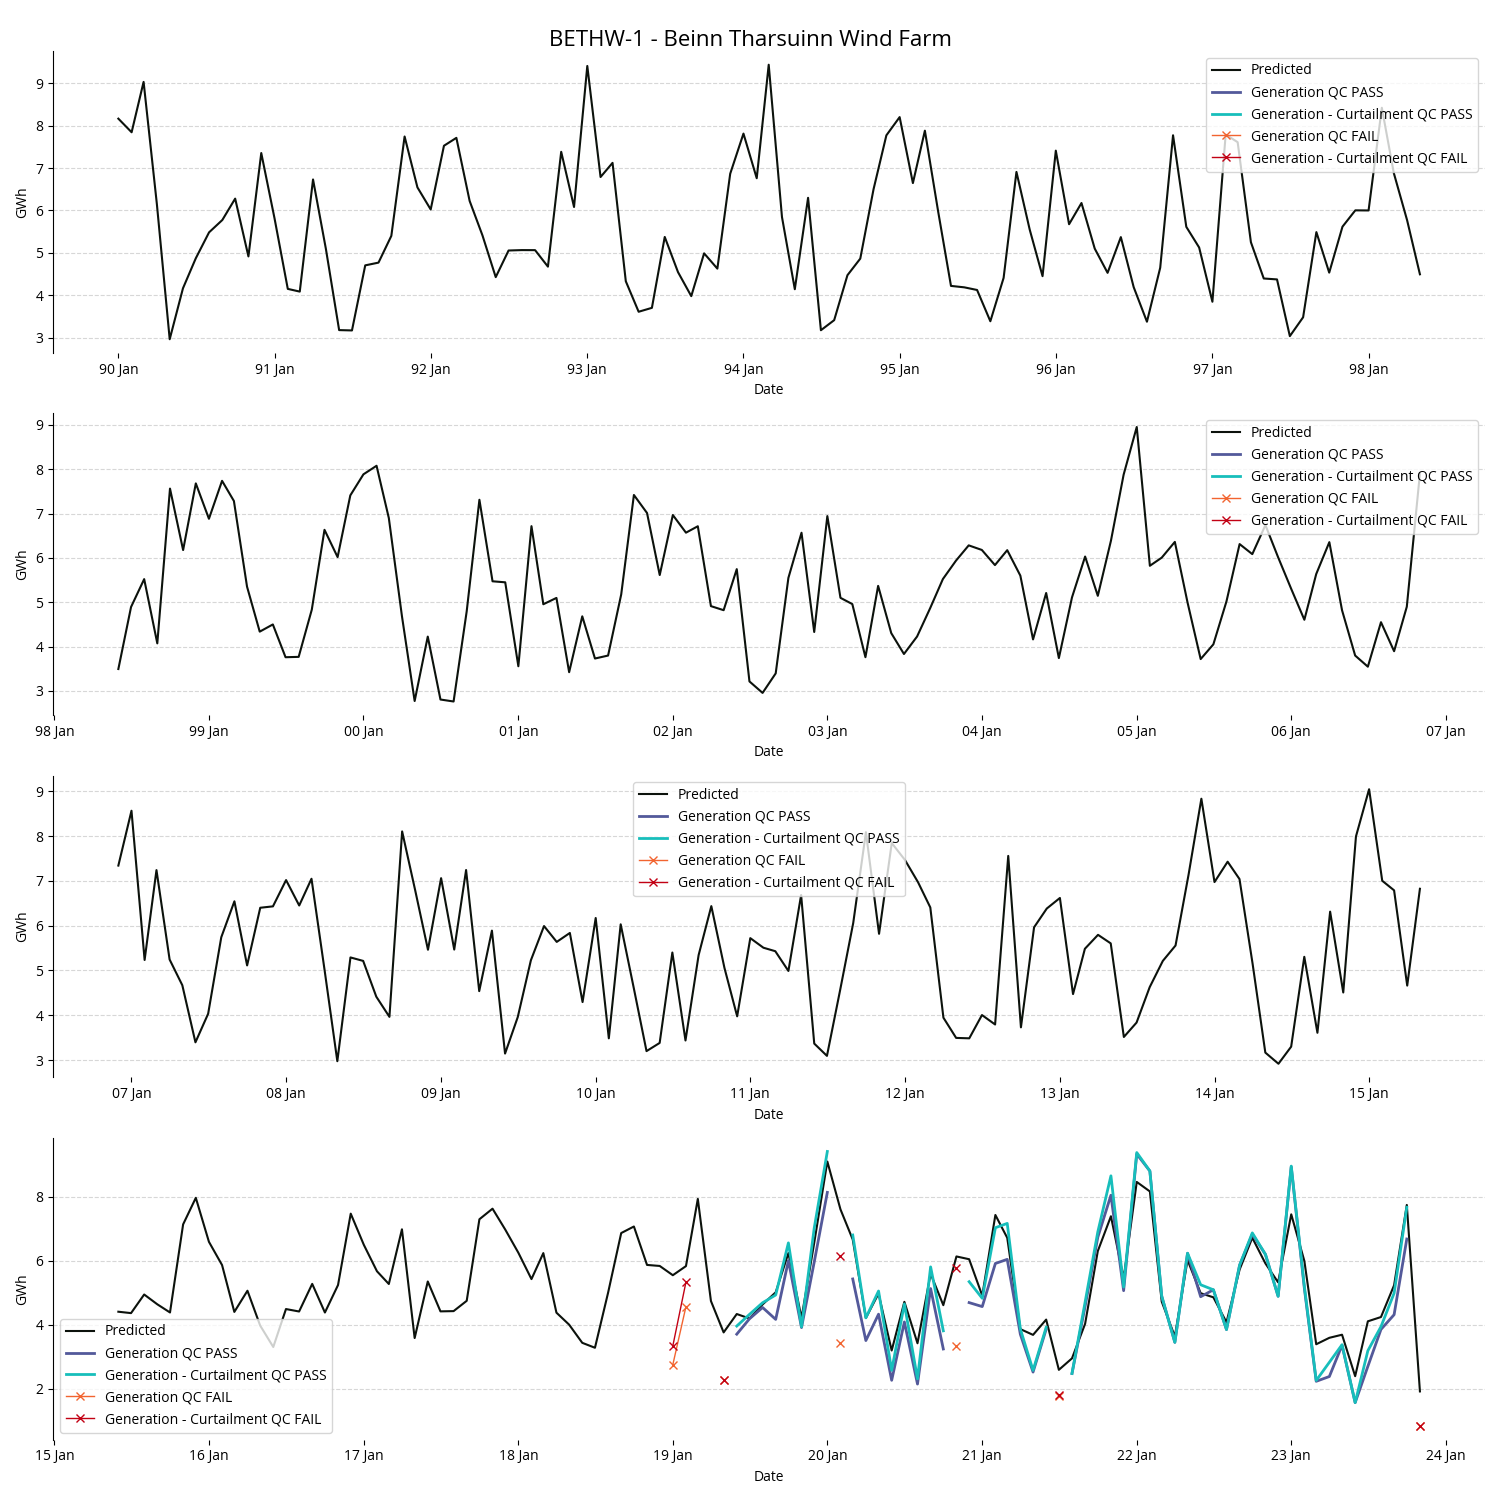 BETHW-1 - Beinn Tharsuinn Wind Farm
9
8
7
6
5
4
3
GWh
Predicted
Generation QC PASS
Generation - Curtailment QC PASS
Generation QC FAIL
Generation - Curtailment QC FAIL
90 Jan 91 Jan 92 Jan 93 Jan 94 Jan 95 Jan 96 Jan 97 Jan 98 Jan
Date
9
8
7
6
5
4
3
GWh
Predicted
Generation QC PASS
Generation - Curtailment QC PASS
Generation QC FAIL
Generation - Curtailment QC FAIL
98 Jan 99 Jan 00 Jan 01 Jan 02 Jan 03 Jan 04 Jan 05 Jan 06 Jan 07 Jan
Date
9
8
7
6
5
4
3
GWh
Predicted
Generation QC PASS
Generation - Curtailment QC PASS
Generation QC FAIL
Generation - Curtailment QC FAIL
07 Jan 08 Jan 09 Jan 10 Jan 11 Jan 12 Jan 13 Jan 14 Jan 15 Jan
Date
8
6
4
2
GWh
Predicted
Generation QC PASS
Generation - Curtailment QC PASS
Generation QC FAIL
Generation - Curtailment QC FAIL
15 Jan 16 Jan 17 Jan 18 Jan 19 Jan 20 Jan 21 Jan 22 Jan 23 Jan 24 Jan
Date